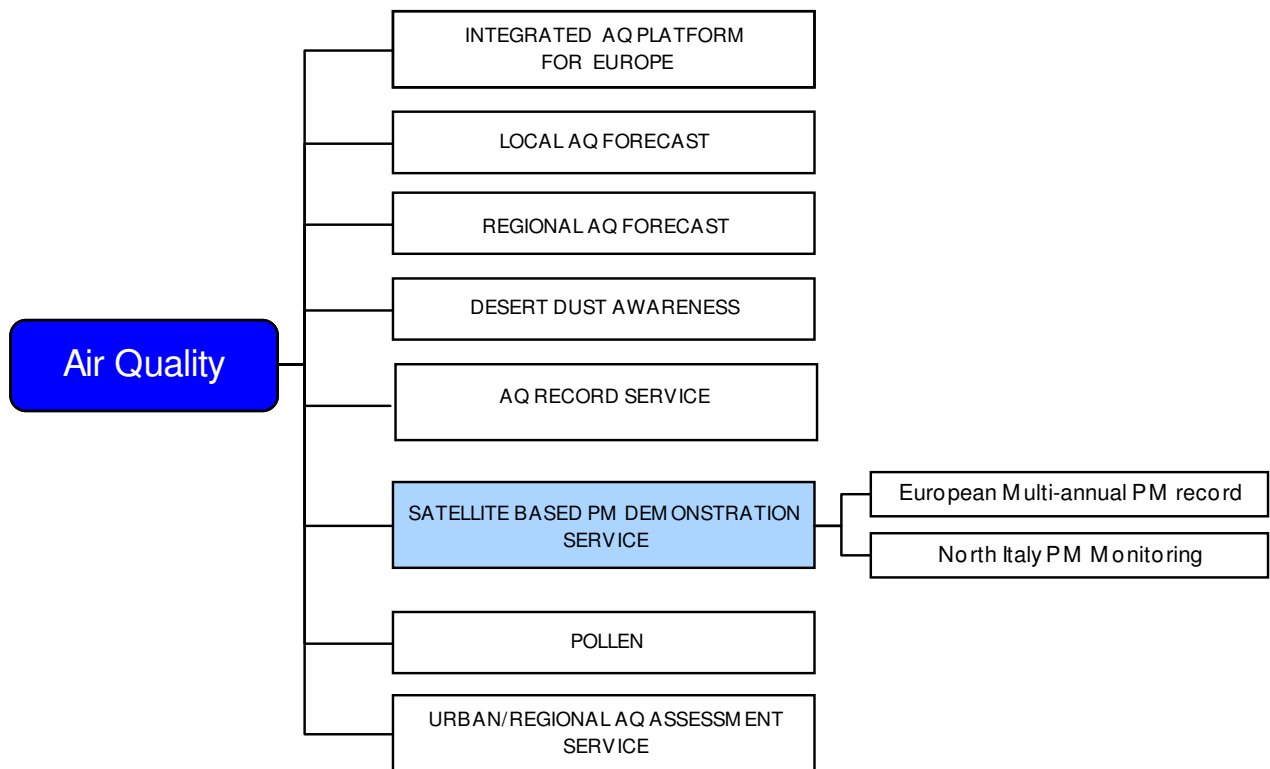 INTEGRATED AQ PLATFORM
FOR EUROPE
LOCAL AQ FORECAST
REGIONAL AQ FORECAST
DESERT DUST AWARENESS
Air Quality
AQ RECORD SERVICE
SATELLITE BASED PM DEMONSTRATION
SERVICE
European Multi-annual PM record
North Italy PM Monitoring
POLLEN
URBAN/REGIONAL AQ ASSESSMENT
SERVICE